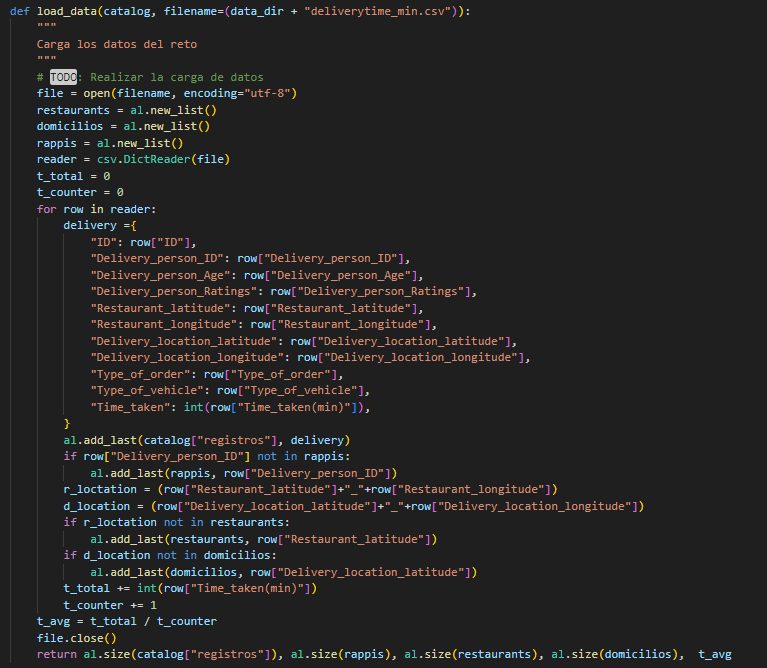 def load_data(catalog, filename=(data_dir + "deliverytime_min.csv")):
    """
    Carga los datos del reto
    """
    # TODO: Realizar la carga de datos
    file = open(filename, encoding="utf-8")
    restaurants = al.new_list()
    domicilios = al.new_list()
    rappis = al.new_list()
    reader = csv.DictReader(file)
    t_total = 0
    t_counter = 0
    for row in reader:
        delivery ={
            "ID": row["ID"],
            "Delivery_person_ID": row["Delivery_person_ID"],
            "Delivery_person_Age": row["Delivery_person_Age"],
            "Delivery_person_Ratings": row["Delivery_person_Ratings"],
            "Restaurant_latitude": row["Restaurant_latitude"],
            "Restaurant_longitude": row["Restaurant_longitude"],
            "Delivery_location_latitude": row["Delivery_location_latitude"],
            "Delivery_location_longitude": row["Delivery_location_longitude"],
            "Type_of_order": row["Type_of_order"],
            "Type_of_vehicle": row["Type_of_vehicle"],
            "Time_taken": int(row["Time_taken(min)"]),
        }
        al.add_last(catalog["registros"], delivery)
        if row["Delivery_person_ID"] not in rappis:
            al.add_last(rappis, row["Delivery_person_ID"])
        r_loctation = (row["Restaurant_latitude"]+"_"+row["Restaurant_longitude"])
        d_location = (row["Delivery_location_latitude"]+"_"+row["Delivery_location_longitude"])
        if r_loctation not in restaurants:
            al.add_last(restaurants, row["Restaurant_latitude"])
        if d_location not in domicilios:
            al.add_last(domicilios, row["Delivery_location_latitude"])
        t_total += int(row["Time_taken(min)"])
        t_counter += 1
    t_avg = t_total / t_counter
    file.close()
    return al.size(catalog["registros"]), al.size(rappis), al.size(restaurants), al.size(domicilios),  t_avg